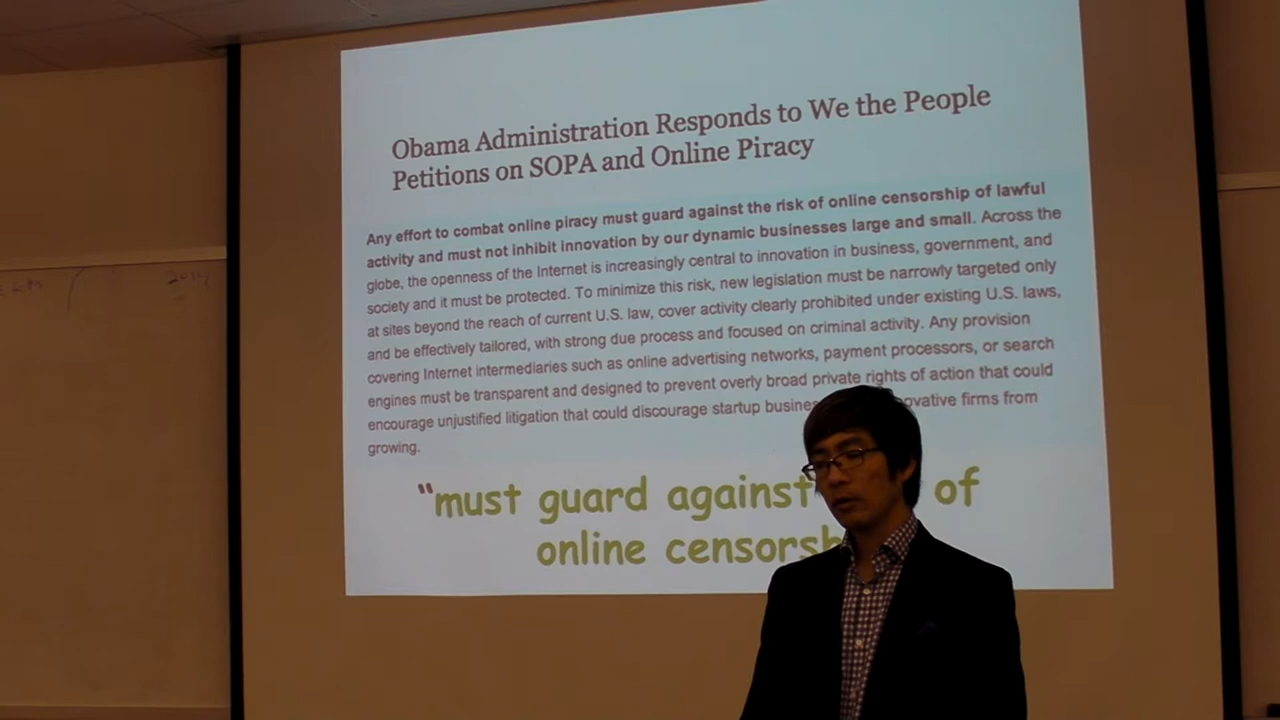 Obama Administration Responds to We the People
Petitions on SOPA and Online Piracy
Any effort to combat online piracy must guard against the risk of online censorship of lawful
activity and must not inhibit innovation by our dynamic businesses large and small. Across the
globe, the openness of the Internet is increasingly central to innovation in business, government, and
society and it must be protected. To minimize this risk, new legislation must be narrowly targeted only
at sites beyond the reach of current U.S. law, cover activity clearly prohibited under existing U.S. laws,
and be effectively tailored, with strong due process and focused on criminal activity. Any provision
covering Internet intermediaries such as online advertising networks, payment processors, or search
engines must be transparent and designed to prevent overly broad private rights of action that could
encourage unjustified litigation that could discourage startup firms from
growing.
"must guard against of
online
2014